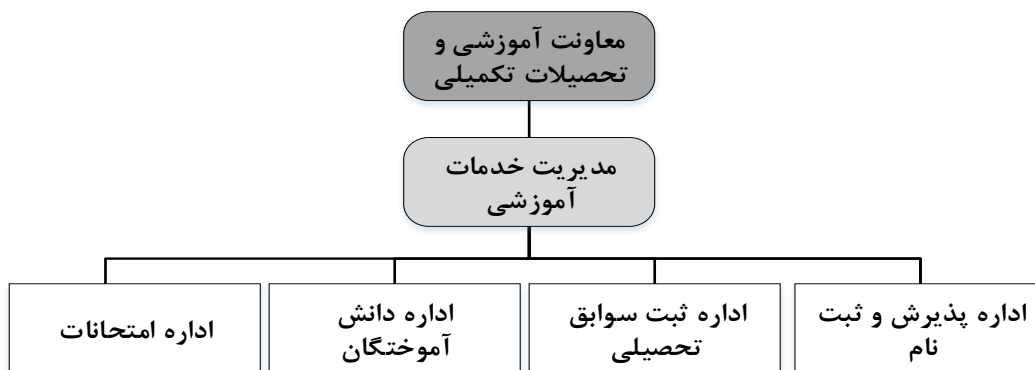 معاونت آموزشی و
تحصیلات تکمیلی
مدیریت خدمات
آموزشی
اداره پذیرش و ثبت
نام
اداره ثبت سوابق
تحصیلی
اداره دانش
آموختگان
اداره امتحانات